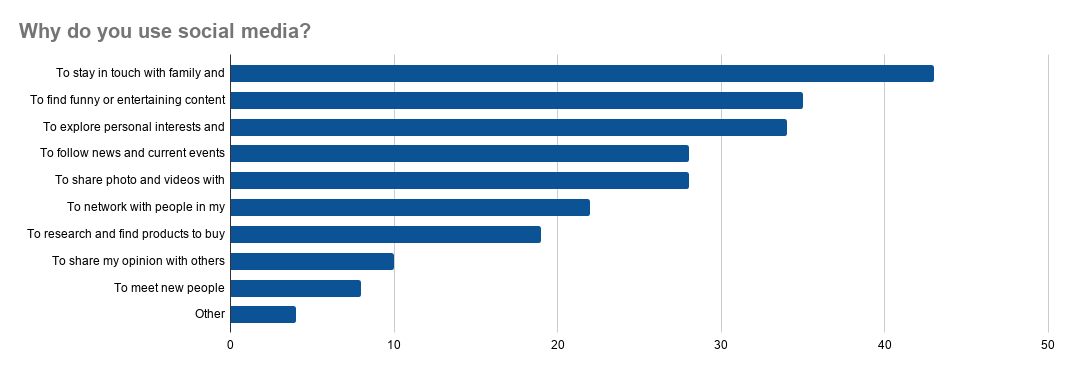 Why do you use social media?
To stay in touch with family and
To find funny or entertaining content
To explore personal interests and
To follow news and current events
To share photo and videos with
To network with people in my
To research and find products to buy
To share my opinion with others
To meet new people
Other
0 10 20 30 40 50